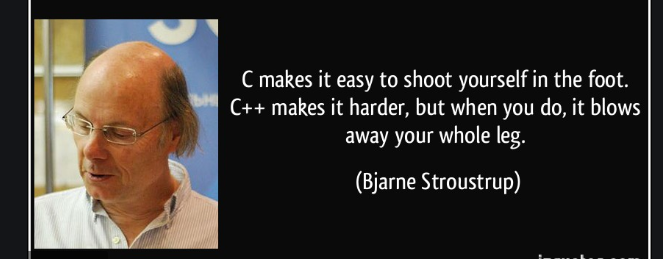 C makes it easy to shoot yourself in the foot.
C++ makes it harder, but when you do, it blows
away your whole leg.
(Bjarne Stroustrup)